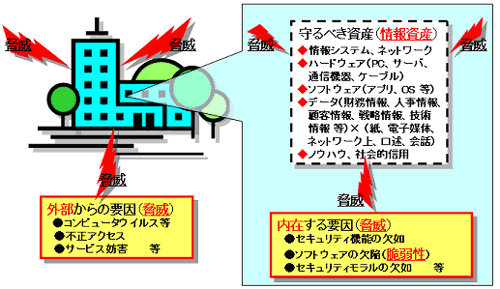 脅威
脅威
脅威
外部からの要因(脅威)
●コンピュータウイルス等
●不正アクセス
●サービス妨害　等
脅威
脅威
守るべき資産(情報資産)
◆情報システム、ネットワーク
◆ハードウェア(PC、サーバ、
通信機器、ケーブル)
◆ソフトウェア(アプリ、OS 等)
◆データ(財務情報、人事情報、
顧客情報、戦略情報、技術
情報 等)×(紙、電子媒体、
ネットワーク上、口述、会話)
◆ノウハウ、社会的信用
脅威
内在する要因(脅威)
●セキュリティ機能の欠如
●ソフトウェアの欠陥(脆弱性)
●セキュリティモラルの欠如　等